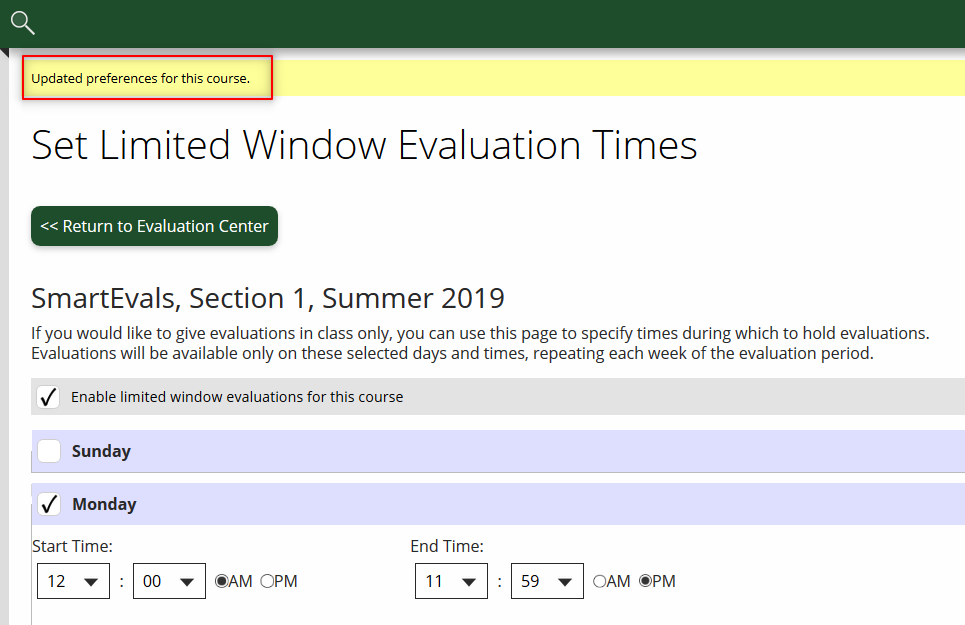 Updated preferences for this course.
Set Limited Window Evaluation Times
<< Return to Evaluation Center
SmartEvals, Section 1, Summer 2019
If you would like to give evaluations in class only, you can use this page to specify times during which to hold evaluations.
Evaluations will be available only on these selected days and times, repeating each week of the evaluation period.
Enable limited window evaluations for this course
Sunday
Monday
Start Time: End Time:
12 : 00 AM PM 11 : 59 AM PM